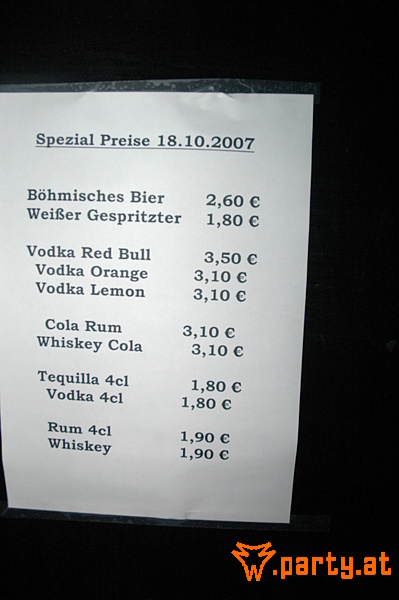 Spezial Preise 18.10.2007
Böhmisches Bier 2,60 €
Weißer Gespritzter 1,80 €
Vodka Red Bull 3,50 €
Vodka Orange 3,10 €
Vodka Lemon 3,10 €
Cola Rum 3,10 €
Whiskey Cola 3,10 €
Tequilla 4cl 1,80 €
Vodka 4cl 1,80 €
Rum 4cl 1,90 €
Whiskey 1,90 €
w.party.at